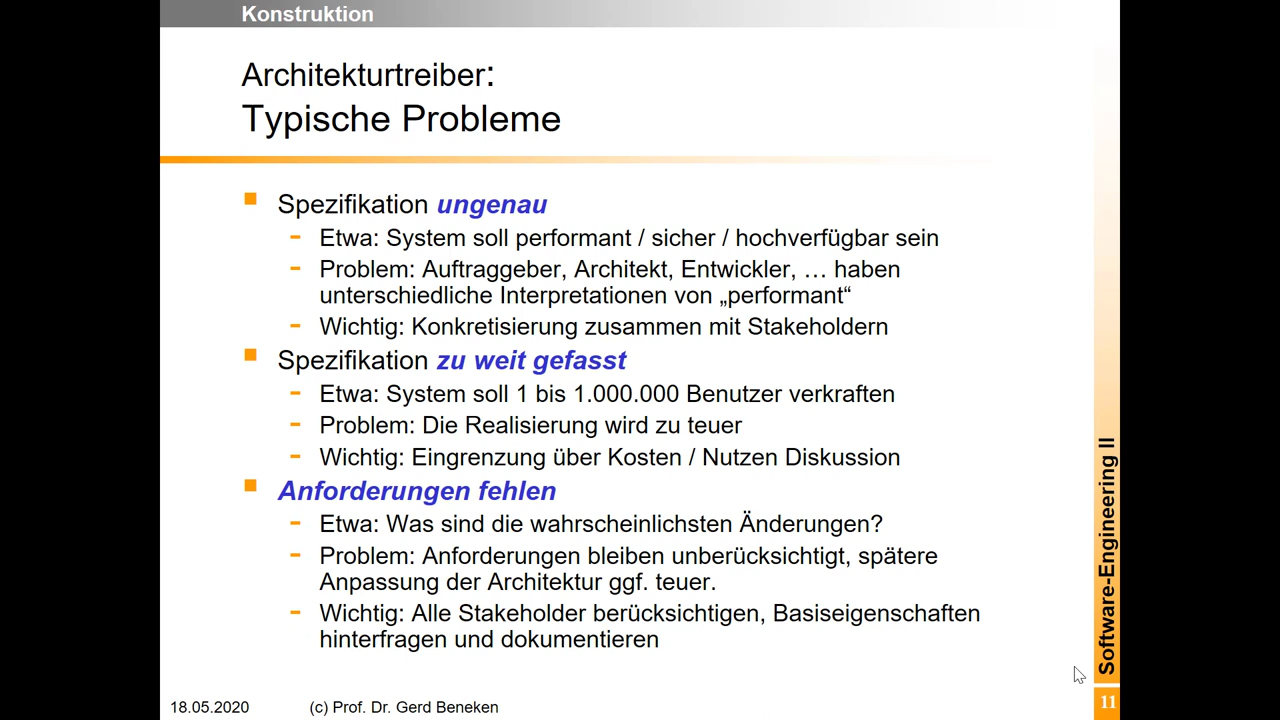 Konstruktion
Architekturtreiber:
Typische Probleme
Spezifikation ungenau
- Etwa: System soll performant / sicher / hochverfügbar sein
- Problem: Auftraggeber, Architekt, Entwickler, … haben
unterschiedliche Interpretationen von „performant“
- Wichtig: Konkretisierung zusammen mit Stakeholdern
Spezifikation zu weit gefasst
- Etwa: System soll 1 bis 1.000.000 Benutzer verkraften
- Problem: Die Realisierung wird zu teuer
- Wichtig: Eingrenzung über Kosten / Nutzen Diskussion
Anforderungen fehlen
- Etwa: Was sind die wahrscheinlichsten Änderungen?
- Problem: Anforderungen bleiben unberücksichtigt, spätere
Anpassung der Architektur ggf. teuer.
- Wichtig: Alle Stakeholder berücksichtigen, Basiseigenschaften
hinterfragen und dokumentieren
Software-Engineering II
18.05.2020
(c) Prof. Dr. Gerd Beneken
11